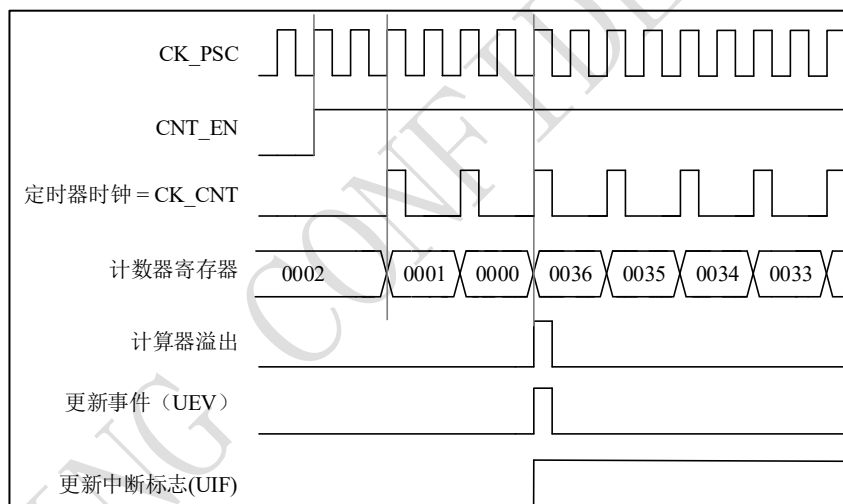 CK_PSC
CNT_EN
定时器时钟 = CK_CNT
计数器寄存器 0002 0001 0000 0036 0035 0034 0033
计算器溢出
更新事件（UEV）
更新中断标志(UIF)
ING CONFIDE